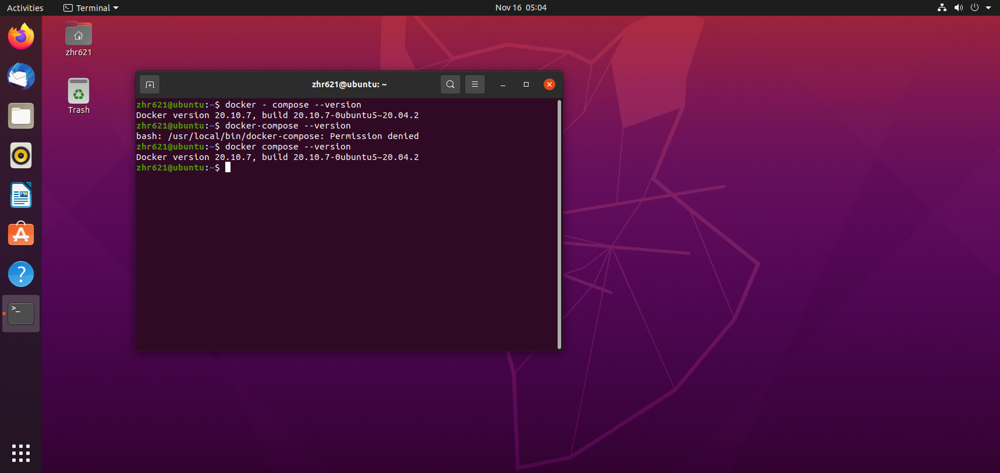 Activities
Terminal
Nov 16 05:04
zhr621
Trash
zhr621@ubuntu: ~
zhr621@ubuntu:~$ docker - compose --version
Docker version 20.10.7, build 20.10.7-0ubuntu5~20.04.2
zhr621@ubuntu:~$ docker-compose --version
bash: /usr/local/bin/docker-compose: Permission denied
zhr621@ubuntu:~$ docker compose --version
Docker version 20.10.7, build 20.10.7-0ubuntu5~20.04.2
zhr621@ubuntu:~$